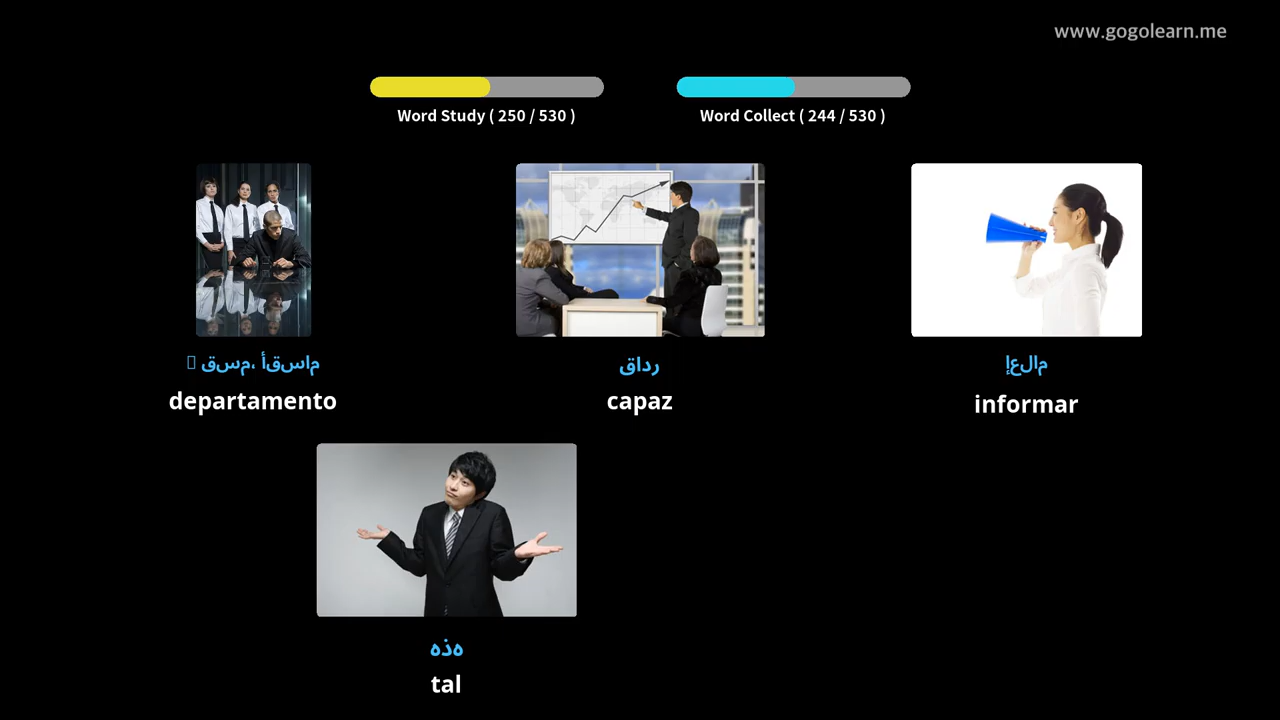 www.gogolearn.me
Word Study ( 250 / 530 )
Word Collect ( 244 / 530 )
ماسقأ ،مسق
departamento
رداق
capaz
مالعإ
informar
هذه
tal